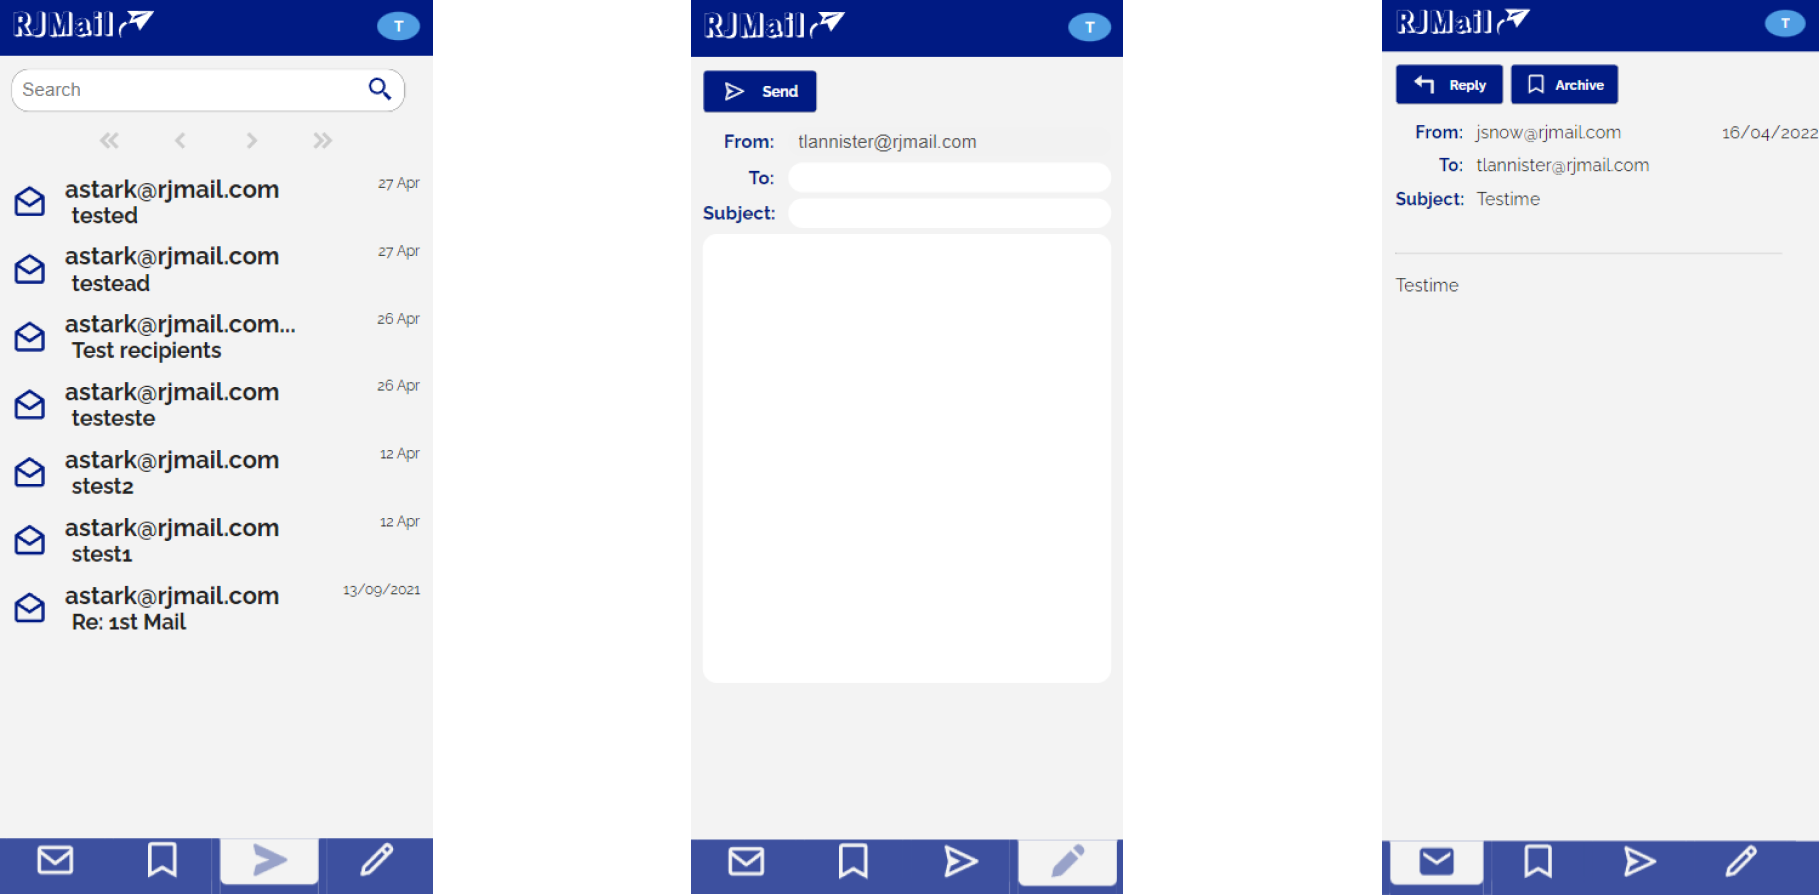 RJMail
T
Search
astark@rjmail.com
27 Apr
tested
astark@rjmail.com
27 Apr
testead
astark@rjmail.com...
26 Apr
Test recipients
astark@rjmail.com
26 Apr
testeste
astark@rjmail.com
12 Apr
stest2
astark@rjmail.com
12 Apr
stest1
astark@rjmail.com
13/09/2021
Re: 1st Mail
RJMail
T
Send
From: tlannister@rjmail.com
To:
Subject:
RJMail
T
Reply Archive
From: jsnow@rjmail.com 16/04/2022
To: tlannister@rjmail.com
Subject: Testime
Testime